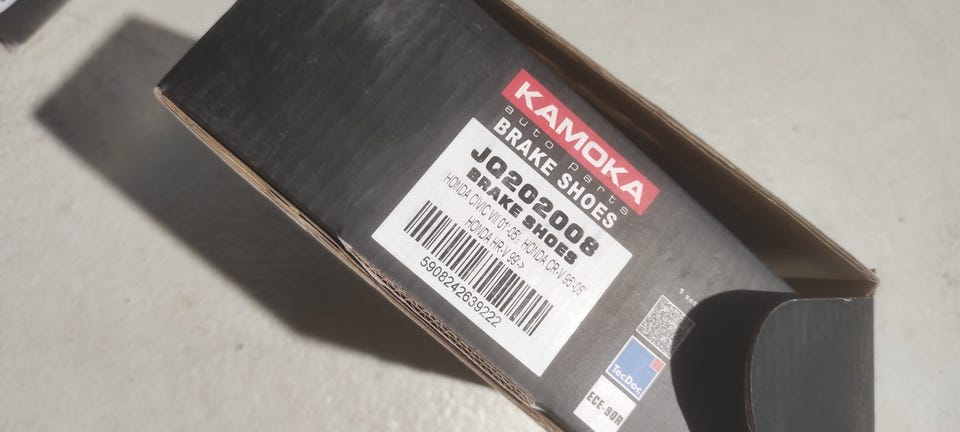 KAMOKA
auto parts
BRAKE SHOES
JQ202008
BRAKE SHOES
HONDA CIVIC VII 01'-05', HONDA CR-V 95'-06'
HONDA HR-V 99'->
5908242639222
TecDoc
ECE-90R